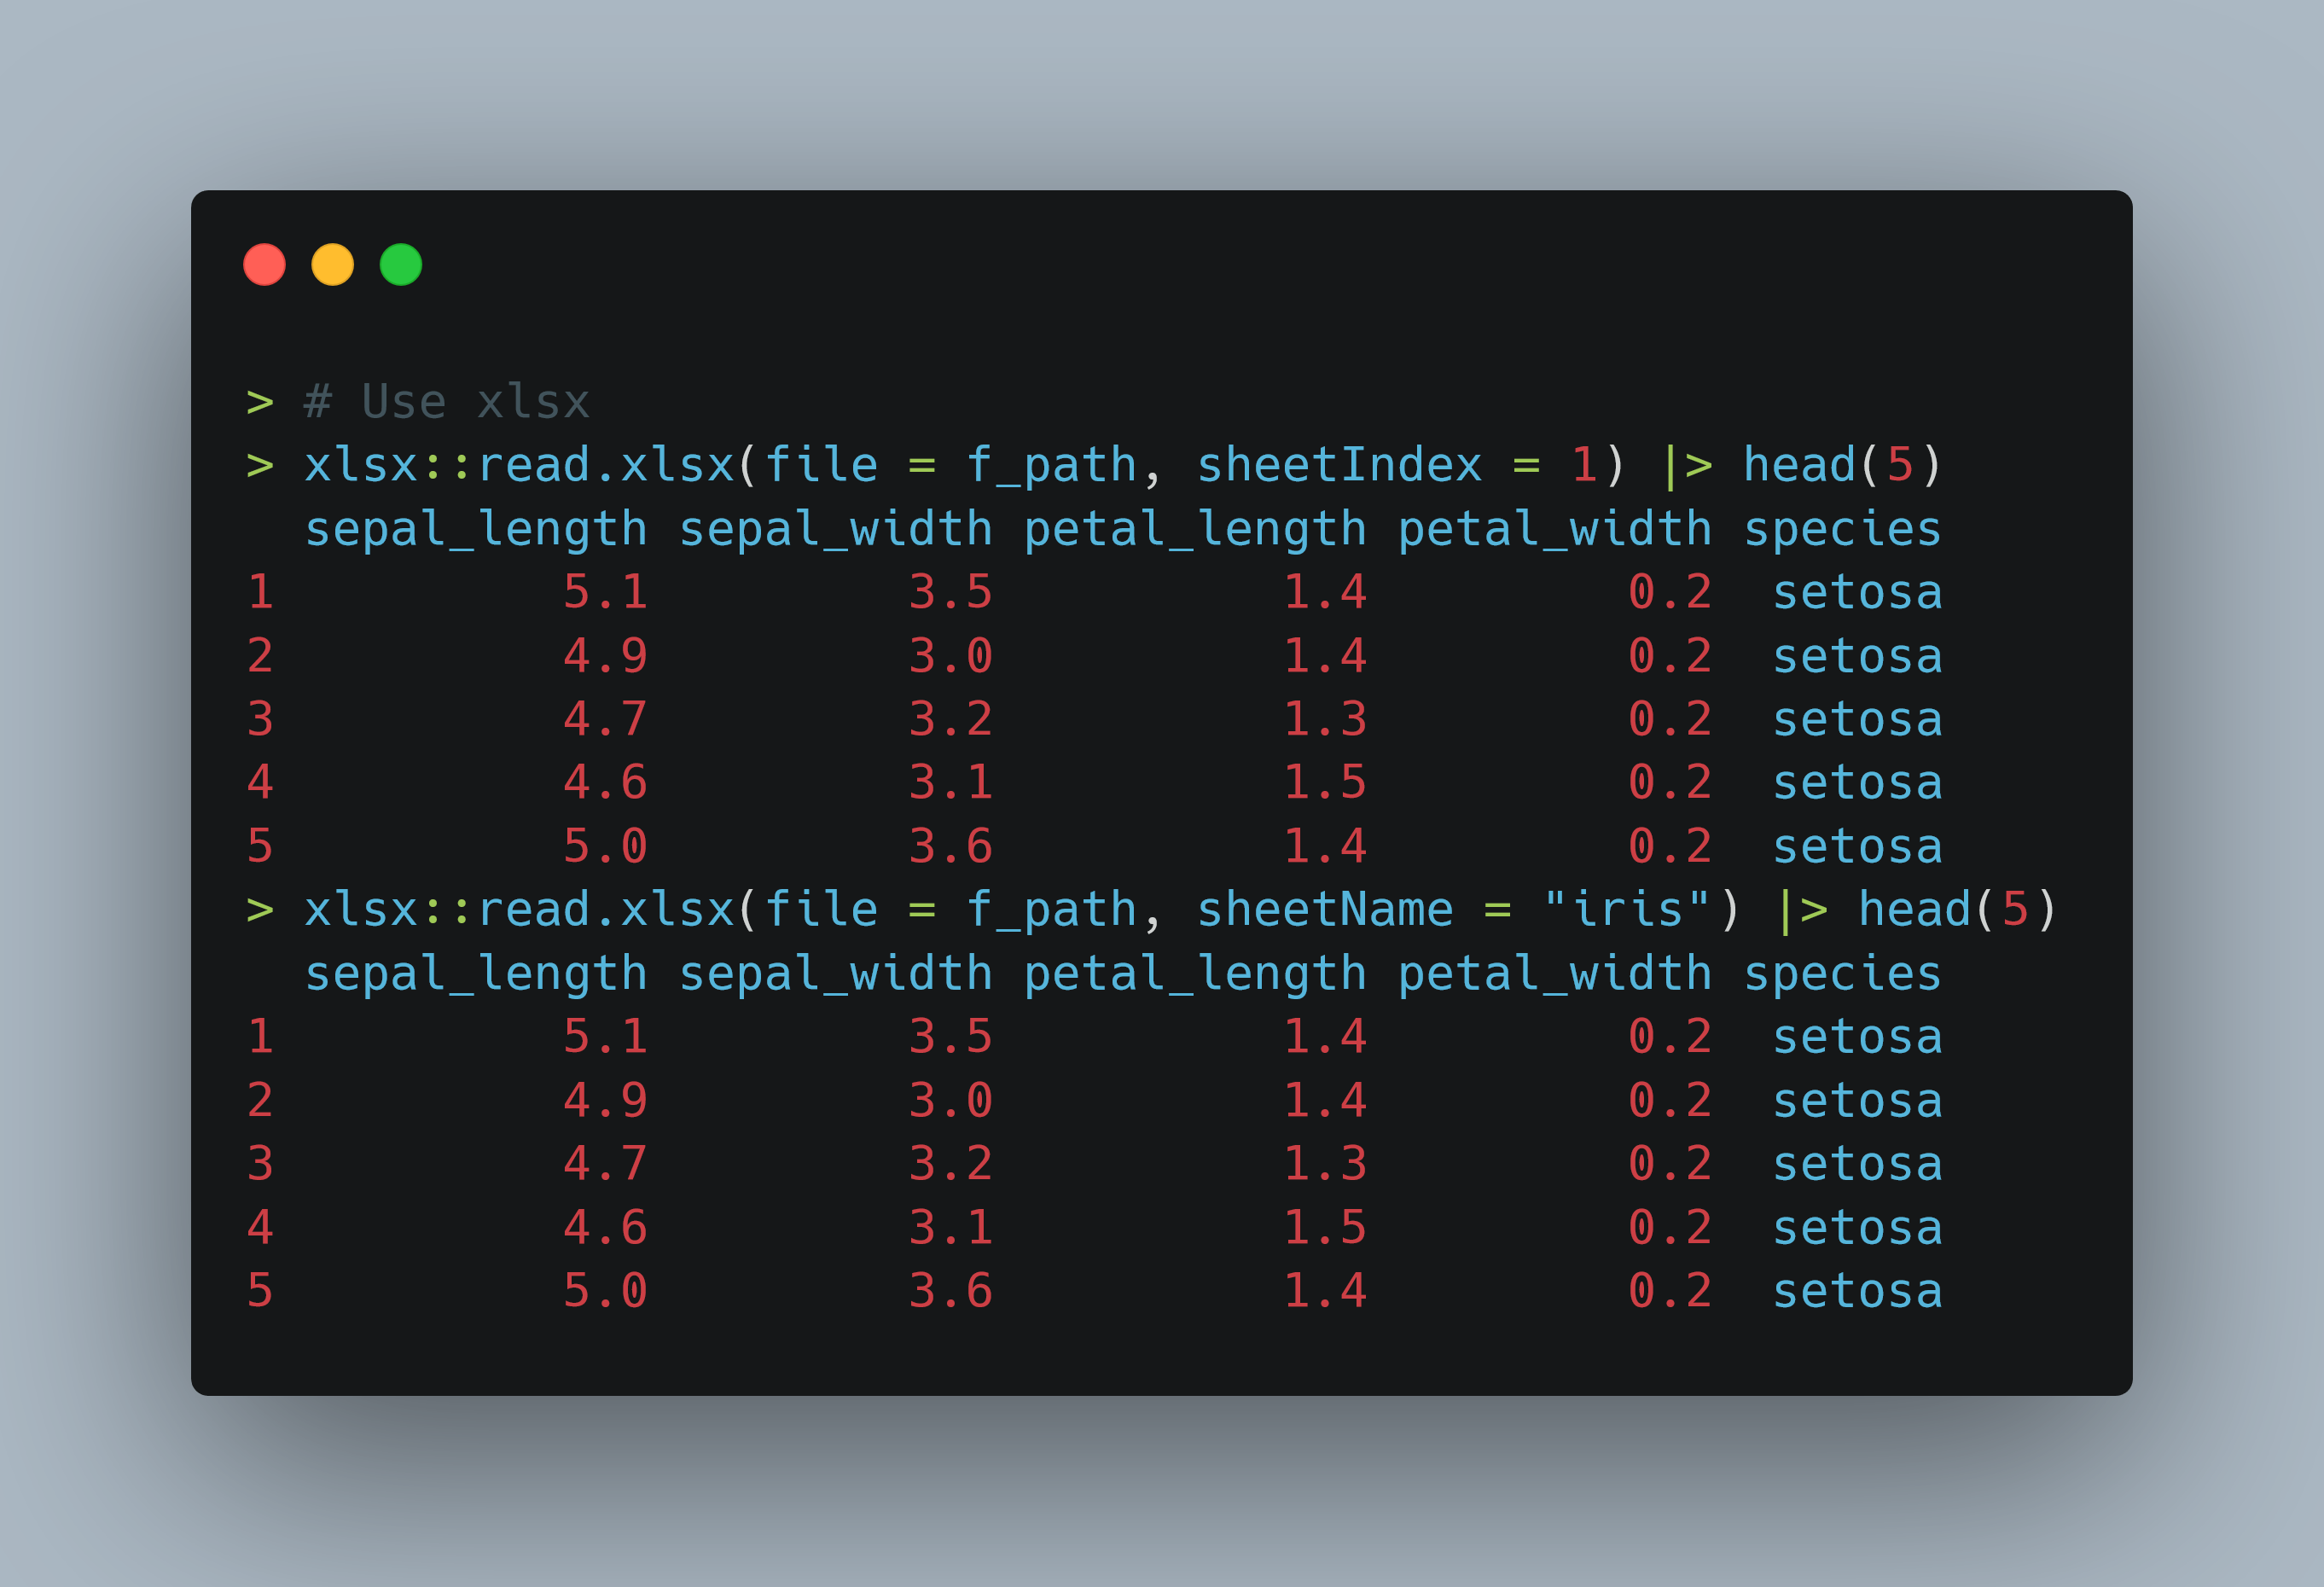 > # Use xlsx
> xlsx::read.xlsx(file = f_path, sheetIndex = 1) |> head(5)
  sepal_length sepal_width petal_length petal_width species
1          5.1         3.5          1.4         0.2  setosa
2          4.9         3.0          1.4         0.2  setosa
3          4.7         3.2          1.3         0.2  setosa
4          4.6         3.1          1.5         0.2  setosa
5          5.0         3.6          1.4         0.2  setosa
> xlsx::read.xlsx(file = f_path, sheetName = "iris") |> head(5)
  sepal_length sepal_width petal_length petal_width species
1          5.1         3.5          1.4         0.2  setosa
2          4.9         3.0          1.4         0.2  setosa
3          4.7         3.2          1.3         0.2  setosa
4          4.6         3.1          1.5         0.2  setosa
5          5.0         3.6          1.4         0.2  setosa